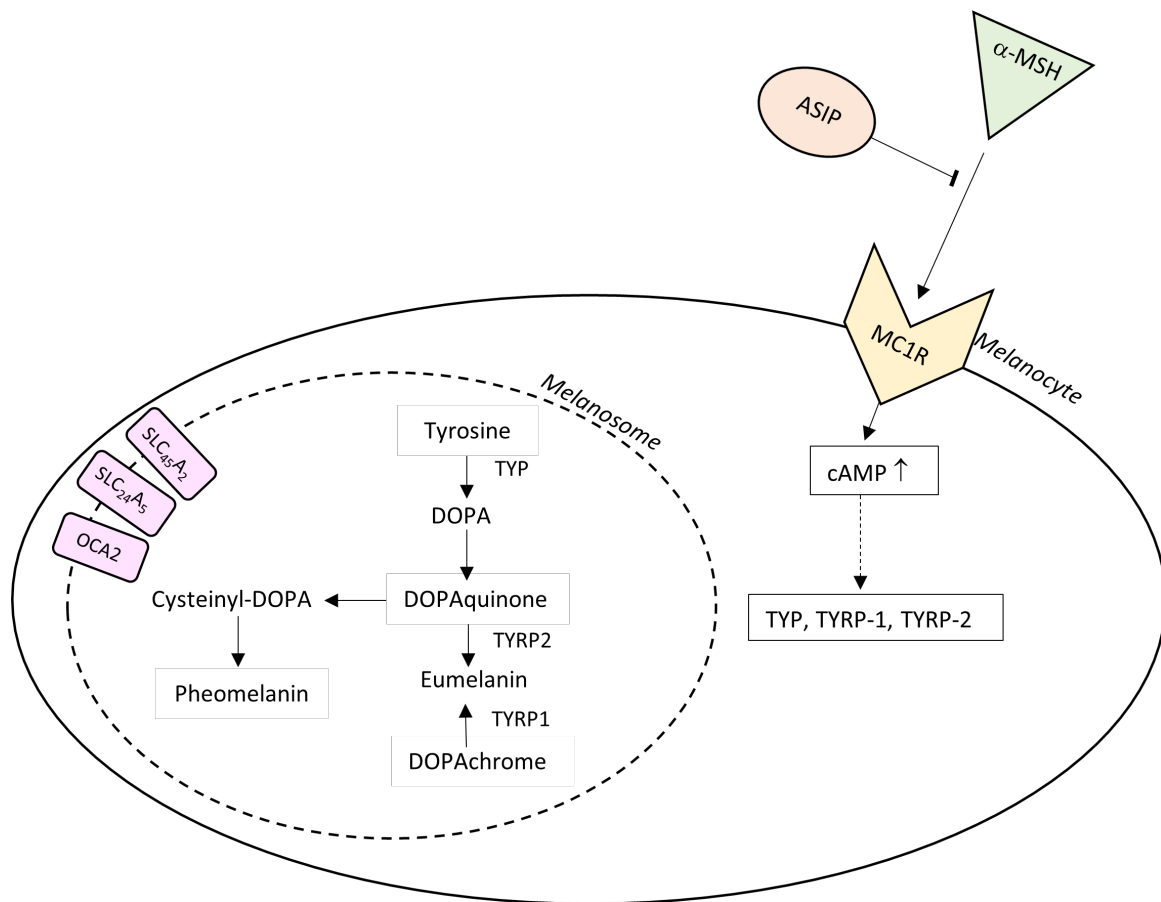 α-MSH
ASIP
MC1R
Melanocyte
Melanosome
SLC₄₅A₂
SLC₂₄A₅
OCA2
Tyrosine
TYP
DOPA
cAMP ↑
Cysteinyl-DOPA
DOPAquinone
TYP, TYRP-1, TYRP-2
TYRP2
Eumelanin
Pheomelanin
TYRP1
DOPAchrome